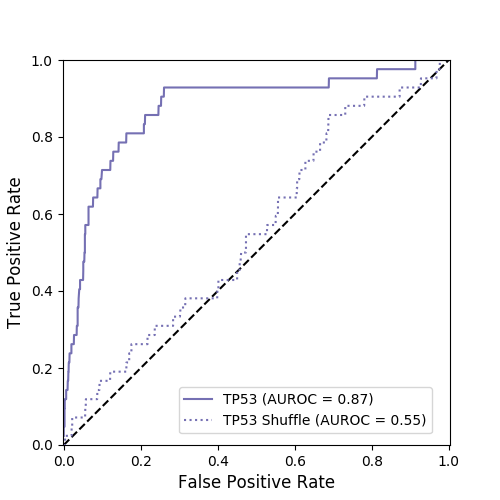 1.0
0.8
0.6
0.4
0.2
0.0
True Positive Rate
TP53 (AUROC = 0.87)
TP53 Shuffle (AUROC = 0.55)
0.0 0.2 0.4 0.6 0.8 1.0
False Positive Rate